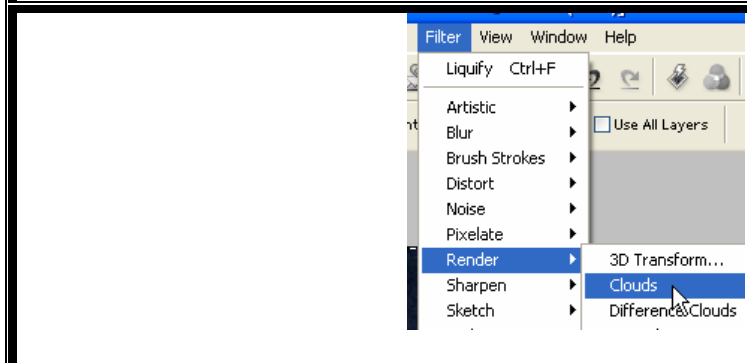 Filter View Window Help
Liquify Ctrl+F
Artistic
Use All Layers
Blur
Brush Strokes
Distort
Noise
Pixelate
Render
3D Transform...
Sharpen
Clouds
Sketch
Difference Clouds